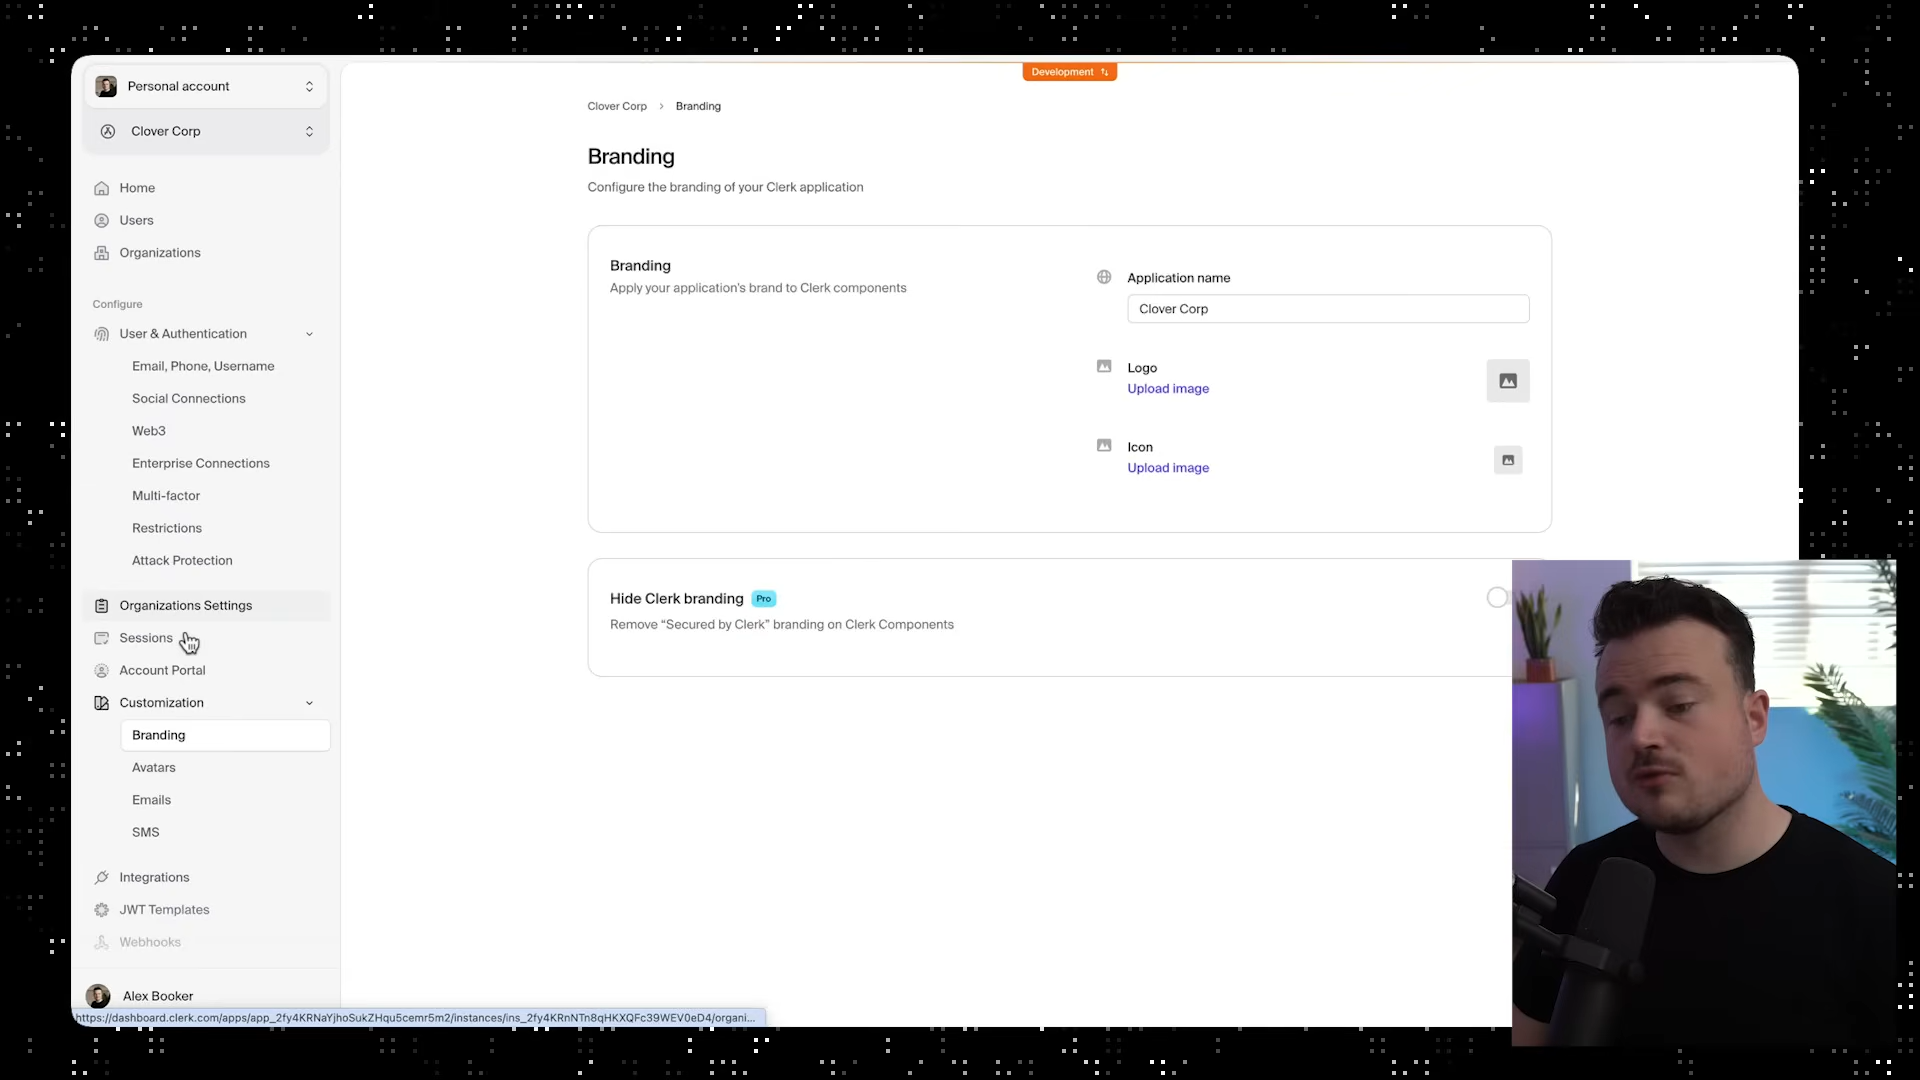 Personal account
Clover Corp
Home
Users
Organizations
Configure
User & Authentication
Email, Phone, Username
Social Connections
Web3
Enterprise Connections
Multi-factor
Restrictions
Attack Protection
Organizations Settings
Sessions
Account Portal
Customization
Branding
Avatars
Emails
SMS
Integrations
JWT Templates
Webhooks
Alex Booker
https://dashboard.clerk.com/apps/app_2fy4KRNaYjhoSukZHqu5cemr5m2/instances/ins_2fy4KRnNTn8qHKXQFc39WEV0eD4/organi...
Development
Clover Corp > Branding
Branding
Configure the branding of your Clerk application
Branding
Apply your application's brand to Clerk components
Application name
Clover Corp
Logo
Upload image
Icon
Upload image
Hide Clerk branding Pro
Remove “Secured by Clerk” branding on Clerk Components